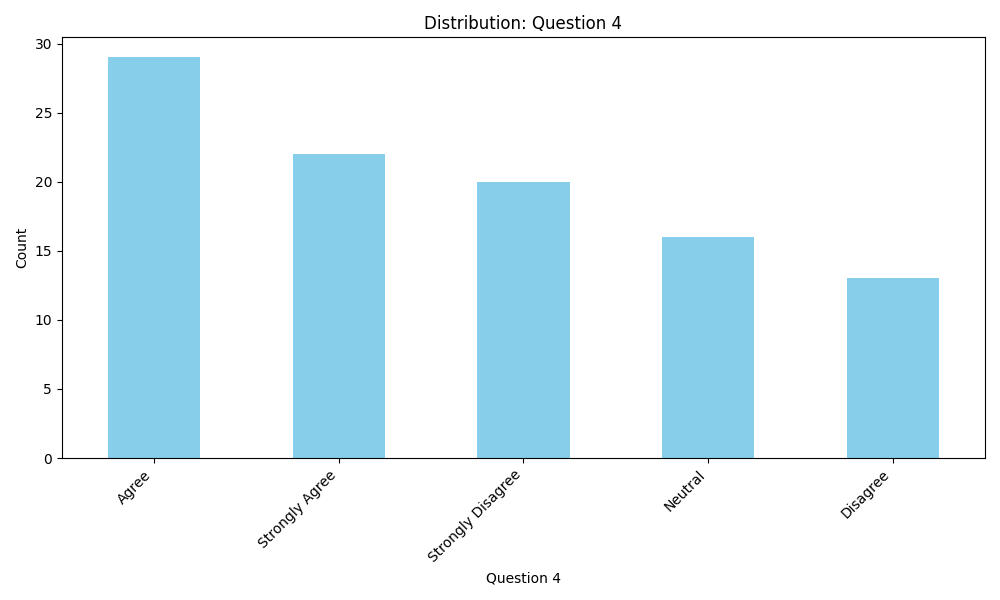 Distribution: Question 4
Count
30
25
20
15
10
5
0
Agree
Strongly Agree
Strongly Disagree
Neutral
Disagree
Question 4